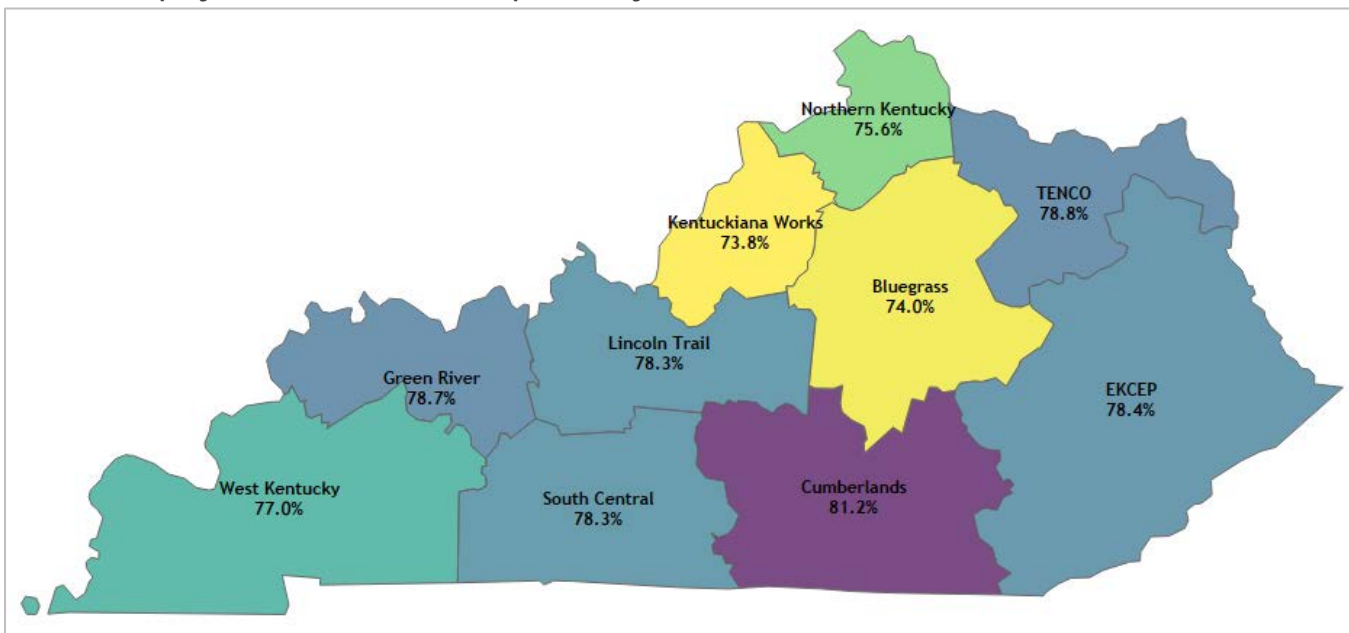 Northern Kentucky
75.6%
TENCO
78.8%
Kentuckiana Works
73.8%
Bluegrass
74.0%
Lincoln Trail
78.3%
Green River
78.7%
EKCEP
78.4%
West Kentucky
77.0%
South Central
78.3%
Cumberlands
81.2%